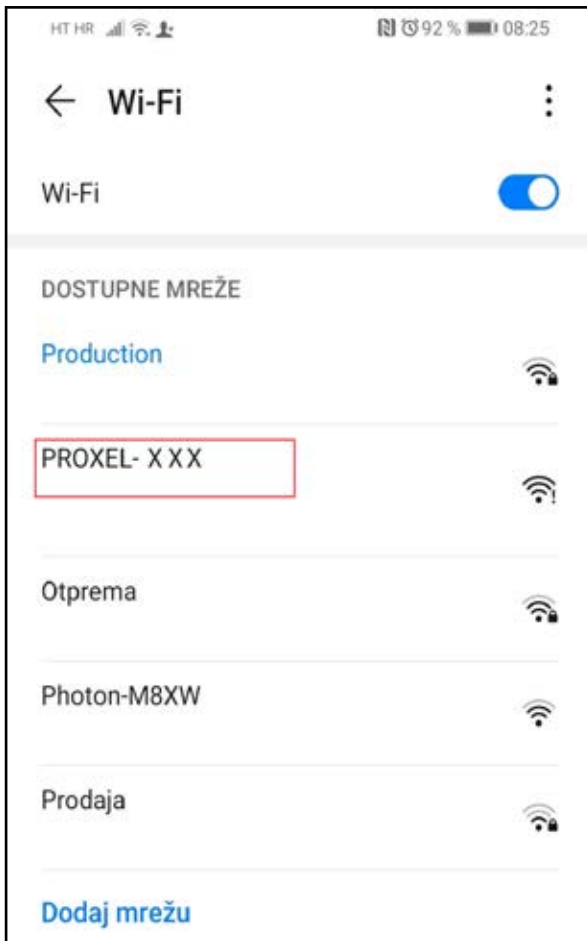 HT HR 92 % 08:25
Wi-Fi
Wi-Fi
DOSTUPNE MREŽE
Production
PROXEL- X X X
Otprema
Photon-M8XW
Prodaja
Dodaj mrežu